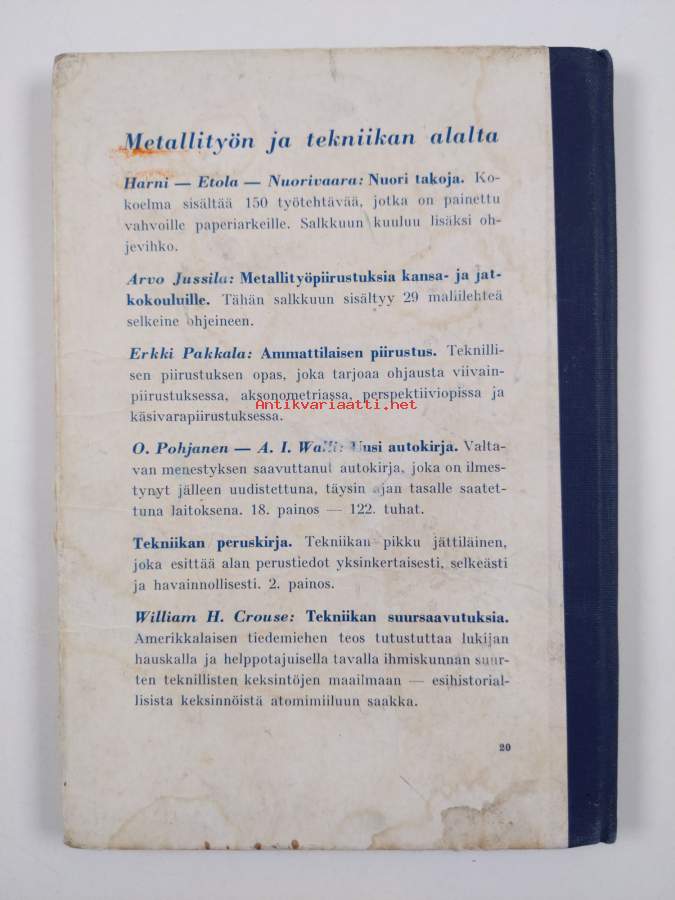 Metallityön ja tekniikan alalta
Harni — Etola — Nuorivaara: Nuori takoja. Ko-
koelma sisältää 150 työtehtävää, jotka on painettu
vahvoille paperiarkeille. Salkkuun kuuluu lisäksi oh-
jevihko.
Arvo Jussila: Metallityöpiirustuksia kansa- ja jat-
kokouluille. Tähän salkkuun sisältyy 29 mallilehteä
selkeine ohjeineen.
Erkki Pakkala: Ammattilaisen piirustus. Teknilli-
sen piirustuksen opas, joka tarjoaa ohjausta viivain-
piirustuksessa, aksonometriassa, perspektiiviopissa ja
Antikvariaatti.net
käsivarapiirustuksessa.
O. Pohjanen — A. I. Walli: Uusi autokirja. Valta-
van menestyksen saavuttanut autokirja, joka on ilmes-
tynyt jälleen uudistettuna, täysin ajan tasalle saatet-
tuna laitoksena. 18. painos — 122. tuhat.
Tekniikan peruskirja. Tekniikan pikku jättiläinen,
joka esittää alan perustiedot yksinkertaisesti, selkeästi
ja havainnollisesti. 2. painos.
William H. Crouse: Tekniikan suursaavutuksia.
Amerikkalaisen tiedemiehen teos tutustuttaa lukijan
hauskalla ja helppotajuisella tavalla ihmiskunnan suur-
ten teknillisten keksintöjen maailmaan — esihistorial-
lisista keksinnöistä atomimiiluun saakka.
20